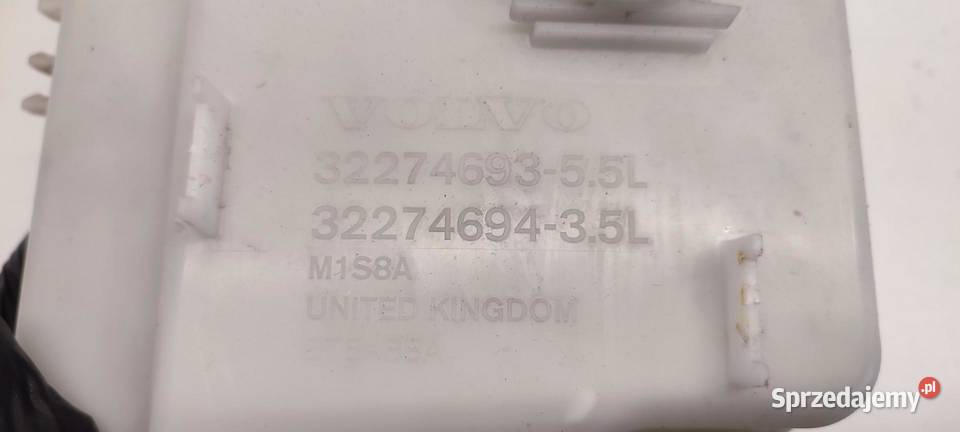 VOLVO
32274693-5.5L
32274694-3.5L
M1S8A
UNITED KINGDOM
Sprzedajemy.pl